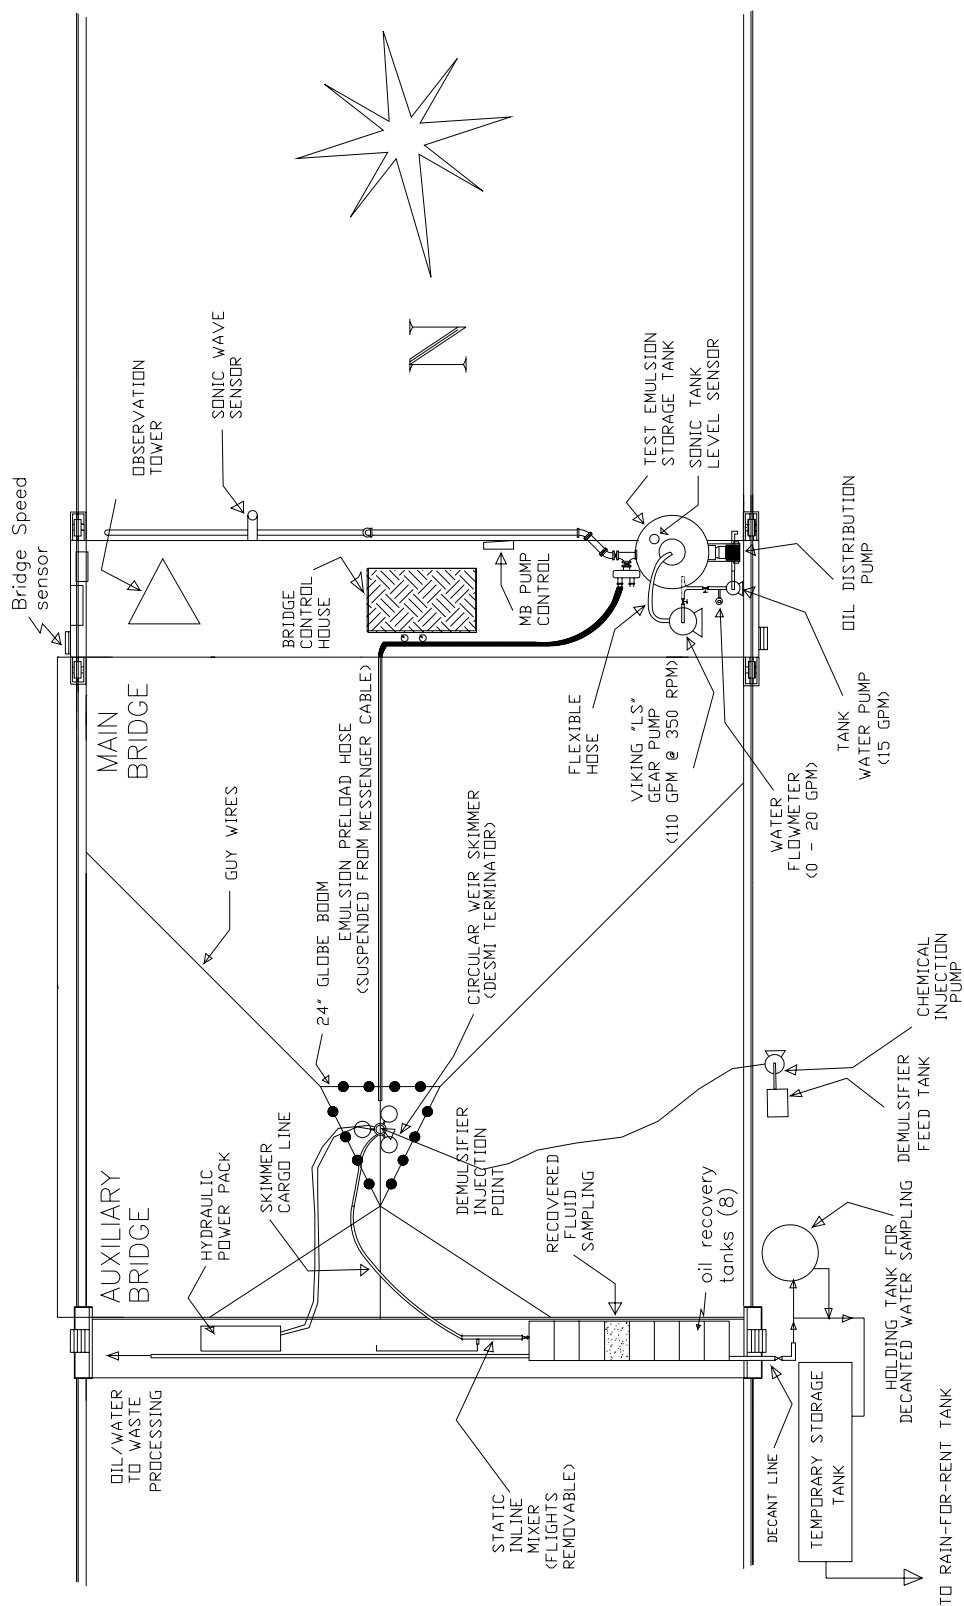 Bridge Speed
sensor
OBSERVATION
TOWER
SONIC WAVE
SENSOR
N
MAIN
BRIDGE
BRIDGE
CONTROL
HOUSE
MB PUMP
CONTROL
TEST EMULSION
STORAGE TANK
SONIC TANK
LEVEL SENSOR
GUY WIRES
24" GLOBE BOOM
EMULSION PRELOAD HOSE
(SUSPENDED FROM MESSENGER CABLE)
CIRCULAR WEIR SKIMMER
(DESMI TERMINATOR)
FLEXIBLE
HOSE
VIKING "LS"
GEAR PUMP
(110 GPM @ 350 RPM)
OIL DISTRIBUTION
PUMP
TANK
WATER PUMP
(15 GPM)
WATER
FLOWMETER
(0 - 20 GPM)
AUXILIARY
BRIDGE
HYDRAULIC
POWER PACK
SKIMMER
CARGO LINE
DEMULSIFIER
INJECTION
POINT
RECOVERED
FLUID
SAMPLING
oil recovery
tanks (8)
CHEMICAL
INJECTION
PUMP
DEMULSIFIER
FEED TANK
HOLDING TANK FOR
DECANTED WATER SAMPLING
OIL/WATER
TO WASTE
PROCESSING
STATIC
INLINE
MIXER
(FLIGHTS
REMOVABLE)
DECANT LINE
TEMPORARY STORAGE
TANK
TO RAIN-FOR-RENT TANK